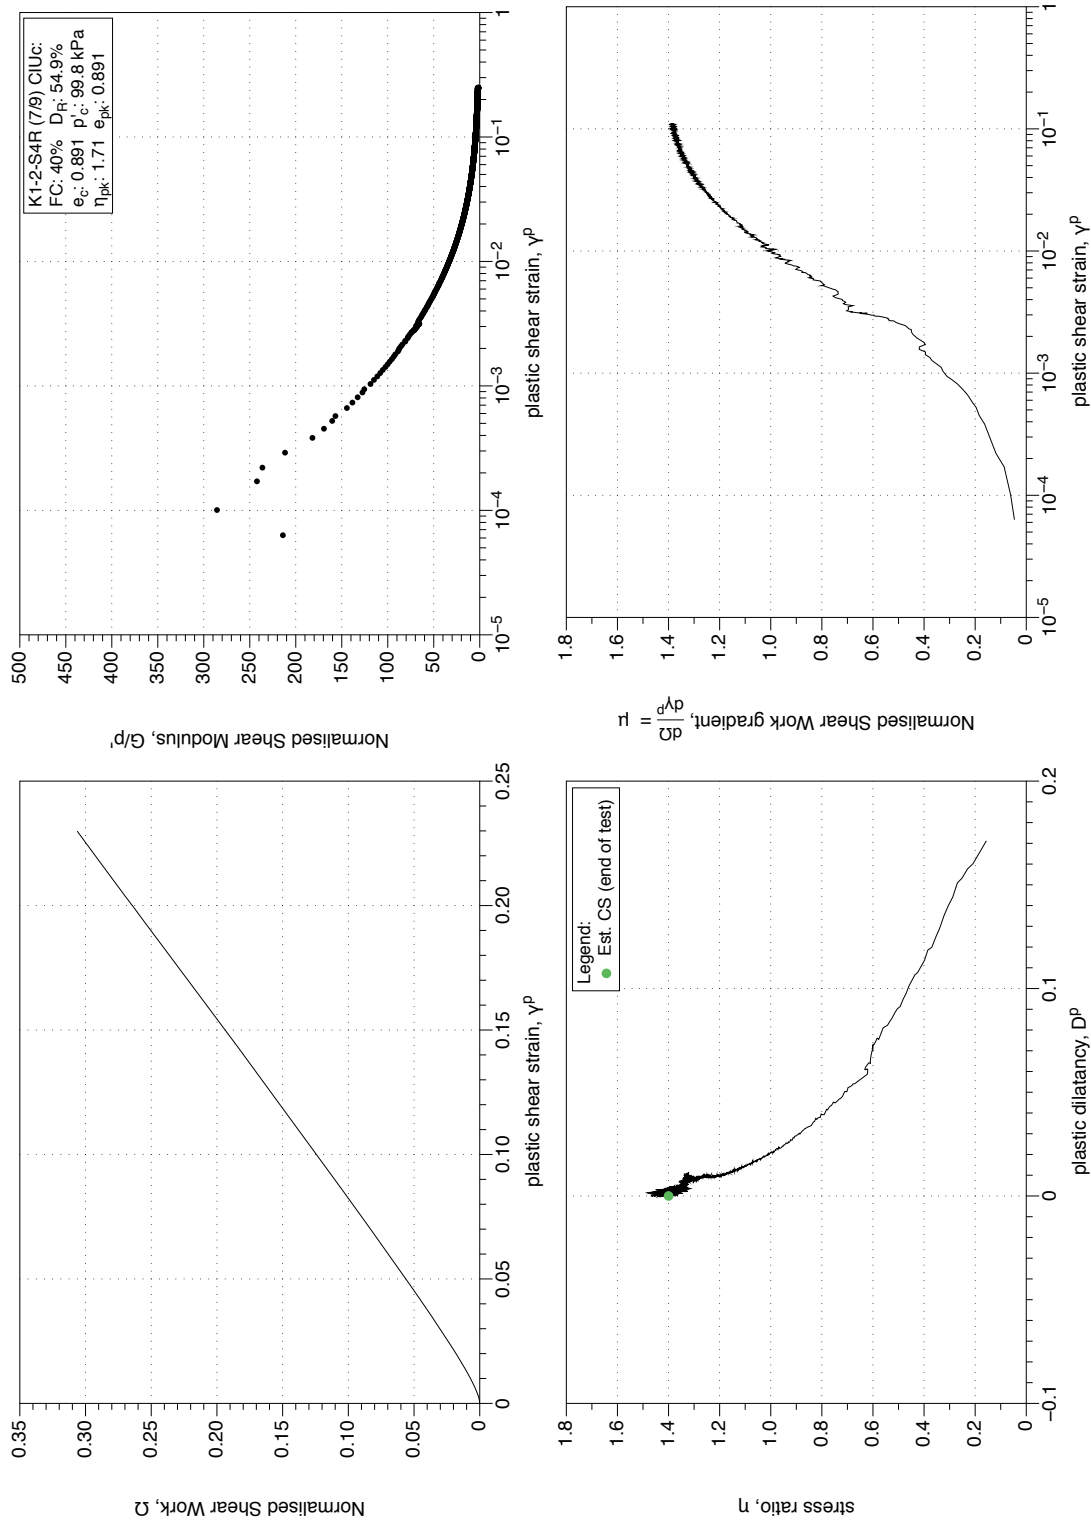 0.35
0.30
0.25
0.20
0.15
0.10
0.05
0
Normalised Shear Work, Ω
0 0.05 0.10 0.15 0.20 0.25
plastic shear strain, γᵖ
500
450
400
350
300
250
200
150
100
50
0
Normalised Shear Modulus, G/p'
10⁻⁵ 10⁻⁴ 10⁻³ 10⁻² 10⁻¹ 1
plastic shear strain, γᵖ
K1-2-S4R (7/9) CIUc:
FC: 40% D_R: 54.9%
e_c: 0.891 p'_c: 99.8 kPa
η_pk: 1.71 e_pk: 0.891
1.8
1.6
1.4
1.2
1.0
0.8
0.6
0.4
0.2
0
stress ratio, η
-0.1 0 0.1 0.2
plastic dilatancy, Dᵖ
Legend:
Est. CS (end of test)
1.8
1.6
1.4
1.2
1.0
0.8
0.6
0.4
0.2
0
Normalised Shear Work gradient, dΩ/dγᵖ = μ
10⁻⁵ 10⁻⁴ 10⁻³ 10⁻² 10⁻¹ 1
plastic shear strain, γᵖ